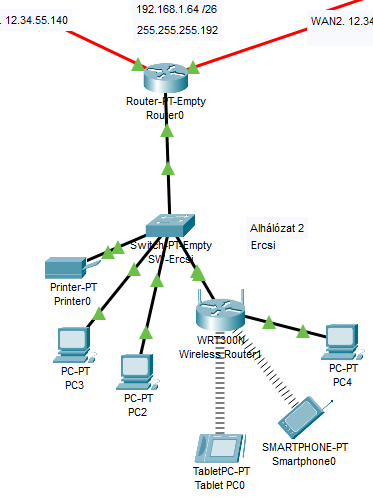 192.168.1.64 /26
. 12.34.55.140
WAN2. 12.34
255.255.255.192
Router-PT-Empty
Router0
Switch-PT-Empty
SW-Ercsi
Alhálózat 2
Ercsi
Printer-PT
Printer0
WRT300N
Wireless Router1
PC-PT
PC3
PC-PT
PC2
PC-PT
PC4
SMARTPHONE-PT
Smartphone0
TabletPC-PT
Tablet PC0